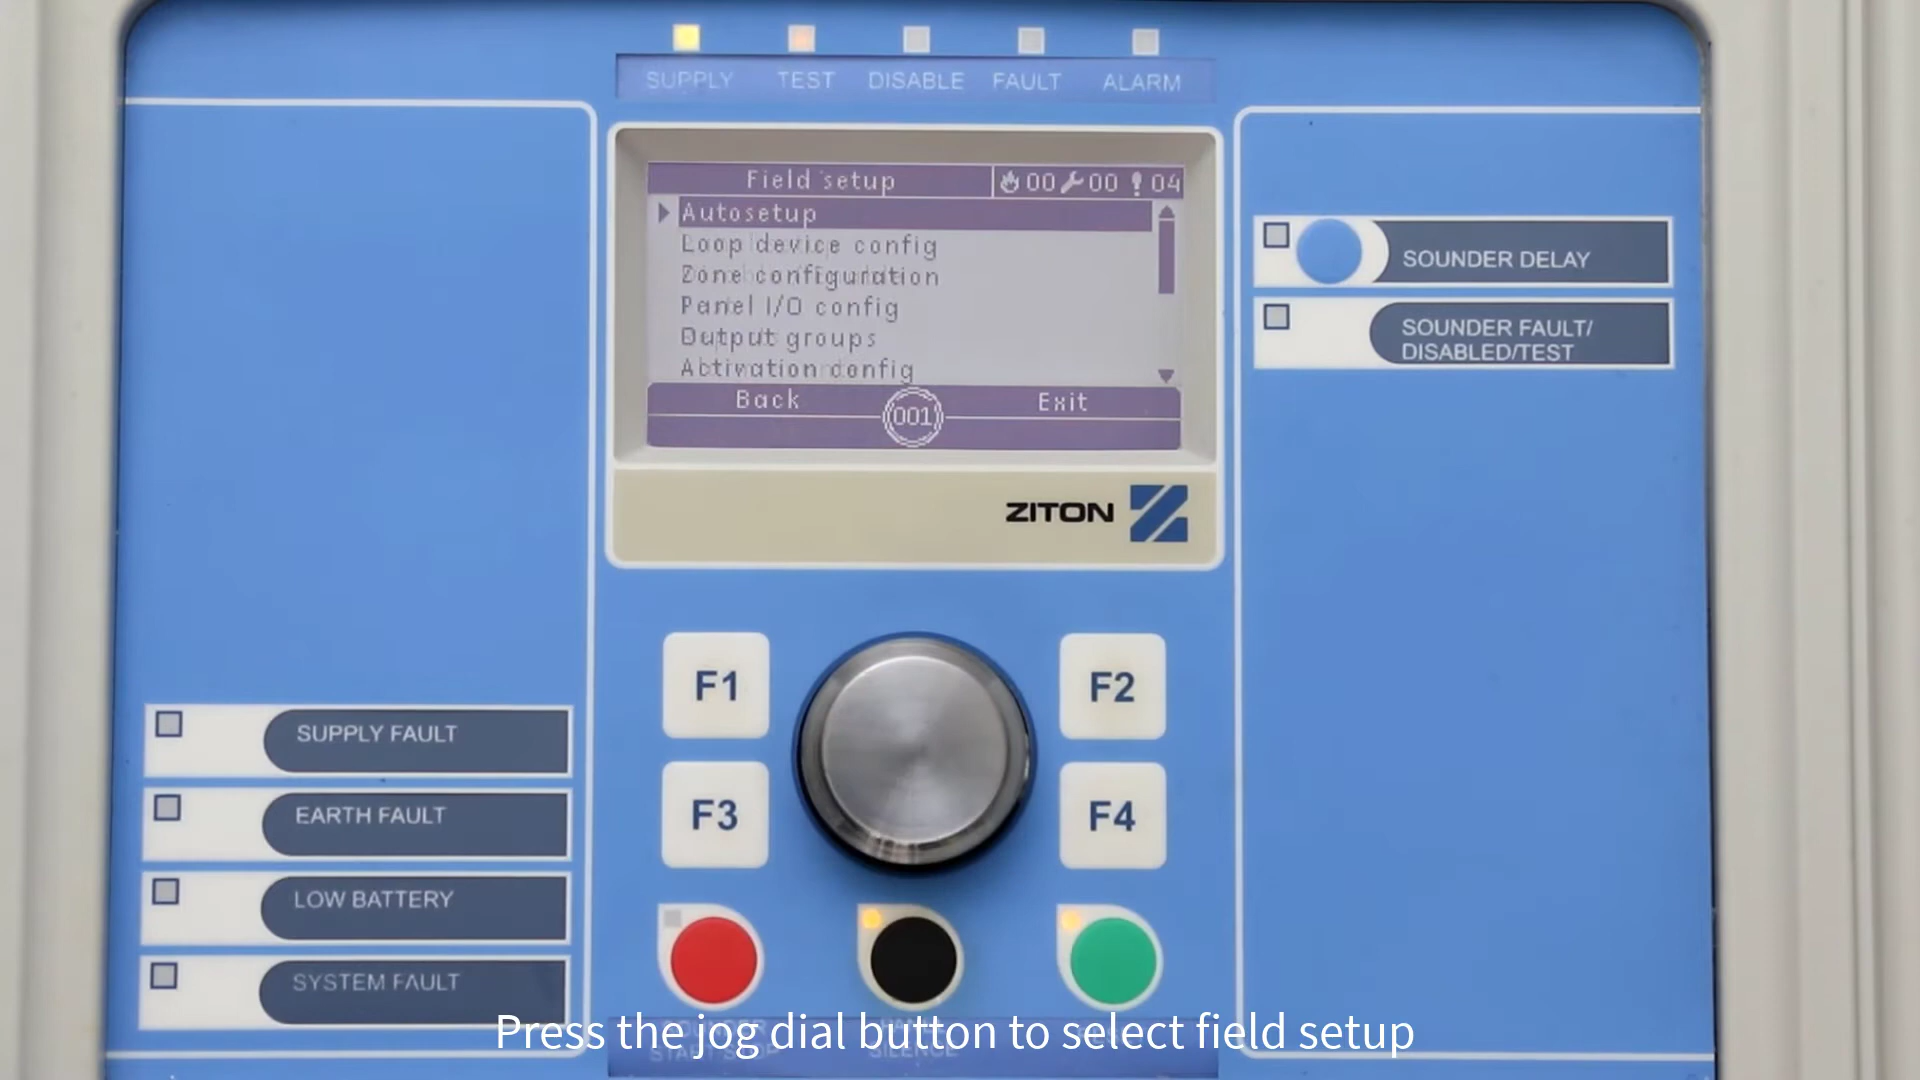 SUPPLY TEST DISABLE FAULT ALARM
Field setup 00 00 04
Autosetup
Loop device config
Zone configuration
Panel I/O config
Output groups
Activation config
Back Exit
001
ZITON
SOUNDER DELAY
SOUNDER FAULT/
DISABLED/TEST
F1 F2
F3 F4
SUPPLY FAULT
EARTH FAULT
LOW BATTERY
SYSTEM FAULT
SILENCE
Press the jog dial button to select field setup